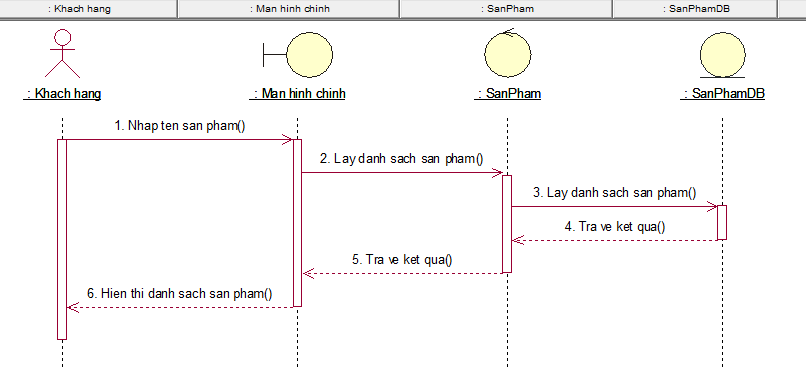 : Khach hang
: Man hinh chinh
: SanPham
: SanPhamDB
: Khach hang
: Man hinh chinh
: SanPham
: SanPhamDB
1. Nhap ten san pham()
2. Lay danh sach san pham()
3. Lay danh sach san pham()
4. Tra ve ket qua()
5. Tra ve ket qua()
6. Hien thi danh sach san pham()